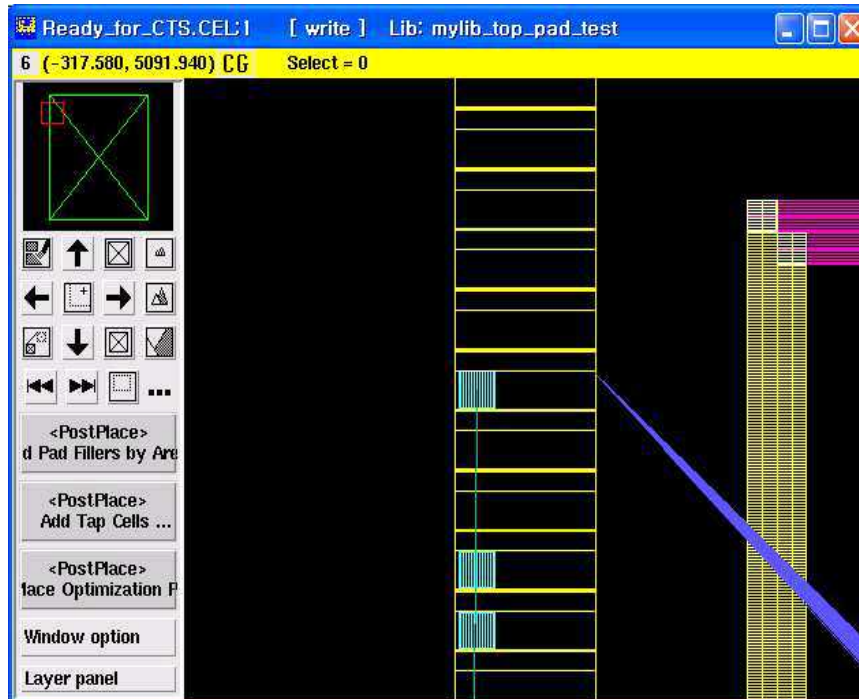 Ready_for_CTS.CEL;1 [ write ] Lib: mylib_top_pad_test
6 (-317.580, 5091.940) CG Select = 0
<PostPlace>
d Pad Fillers by Are
<PostPlace>
Add Tap Cells ...
<PostPlace>
lace Optimization P
Window option
Layer panel